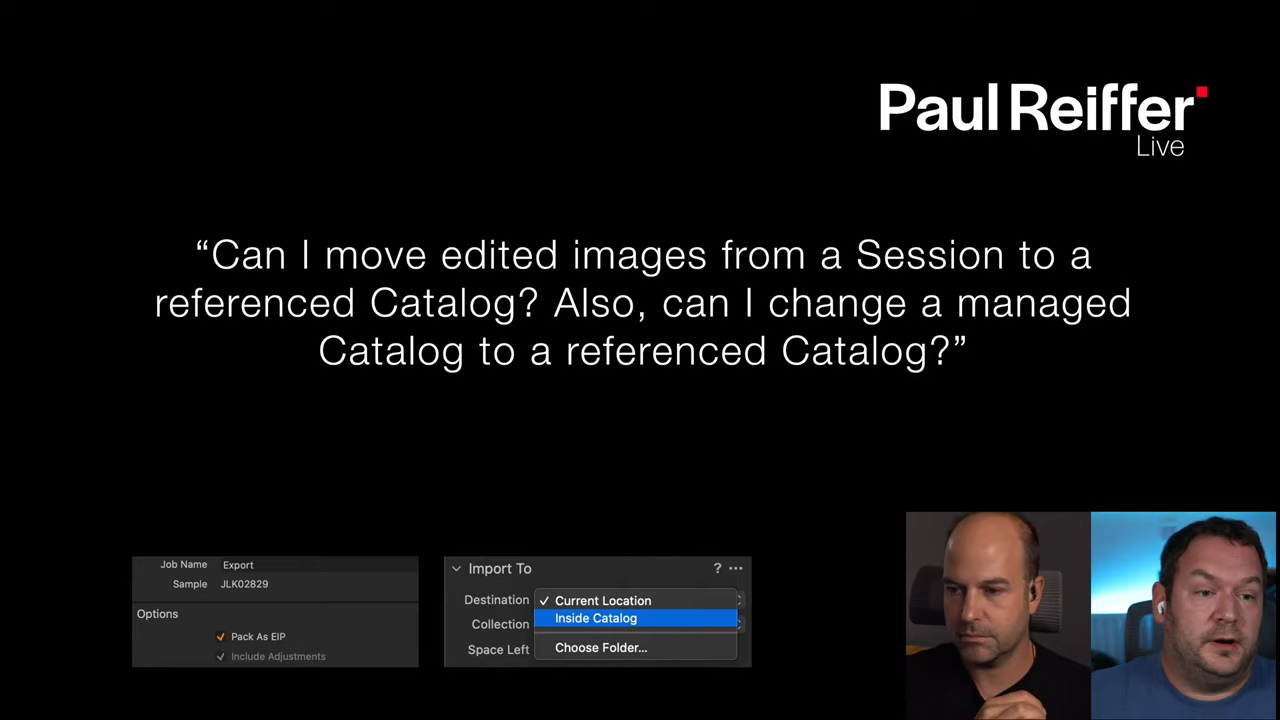 Paul Reiffer
Live
“Can I move edited images from a Session to a
referenced Catalog? Also, can I change a managed
Catalog to a referenced Catalog?”
Job Name Export
Sample JLK02829
Options
Pack As EIP
Include Adjustments
Import To ? ...
Destination ✓ Current Location
Inside Catalog
Collection
Space Left Choose Folder...